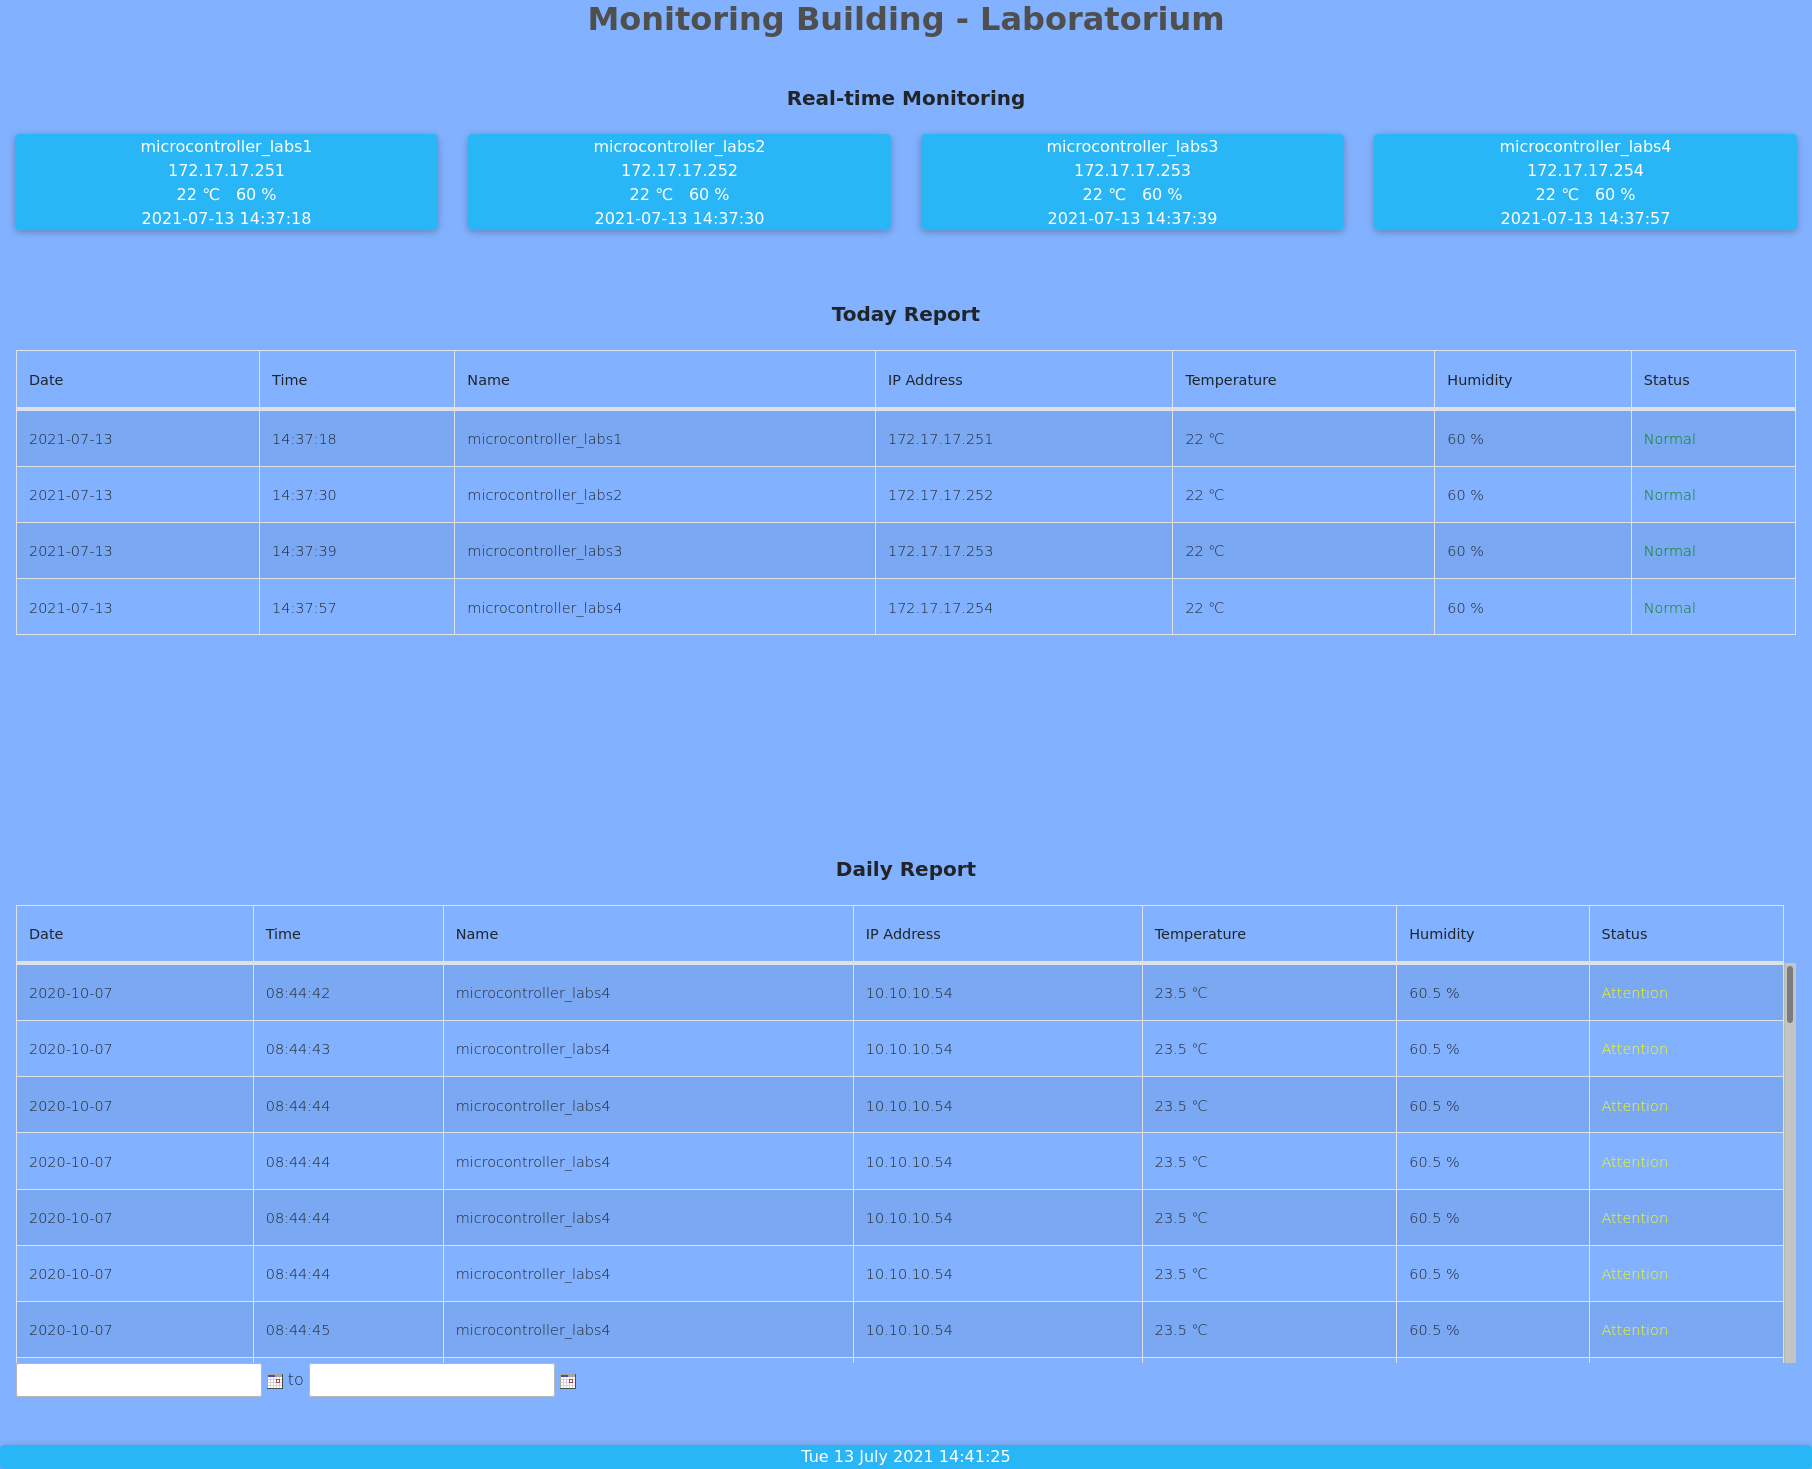 Monitoring Building - Laboratorium
Real-time Monitoring
microcontroller_labs1
172.17.17.251
22 ℃ 60 %
2021-07-13 14:37:18
microcontroller_labs2
172.17.17.252
22 ℃ 60 %
2021-07-13 14:37:30
microcontroller_labs3
172.17.17.253
22 ℃ 60 %
2021-07-13 14:37:39
microcontroller_labs4
172.17.17.254
22 ℃ 60 %
2021-07-13 14:37:57
Today Report
Date Time Name IP Address Temperature Humidity Status
2021-07-13 14:37:18 microcontroller_labs1 172.17.17.251 22 ℃ 60 % Normal
2021-07-13 14:37:30 microcontroller_labs2 172.17.17.252 22 ℃ 60 % Normal
2021-07-13 14:37:39 microcontroller_labs3 172.17.17.253 22 ℃ 60 % Normal
2021-07-13 14:37:57 microcontroller_labs4 172.17.17.254 22 ℃ 60 % Normal
Daily Report
Date Time Name IP Address Temperature Humidity Status
2020-10-07 08:44:42 microcontroller_labs4 10.10.10.54 23.5 ℃ 60.5 % Attention
2020-10-07 08:44:43 microcontroller_labs4 10.10.10.54 23.5 ℃ 60.5 % Attention
2020-10-07 08:44:44 microcontroller_labs4 10.10.10.54 23.5 ℃ 60.5 % Attention
2020-10-07 08:44:44 microcontroller_labs4 10.10.10.54 23.5 ℃ 60.5 % Attention
2020-10-07 08:44:44 microcontroller_labs4 10.10.10.54 23.5 ℃ 60.5 % Attention
2020-10-07 08:44:44 microcontroller_labs4 10.10.10.54 23.5 ℃ 60.5 % Attention
2020-10-07 08:44:45 microcontroller_labs4 10.10.10.54 23.5 ℃ 60.5 % Attention
to
Tue 13 July 2021 14:41:25